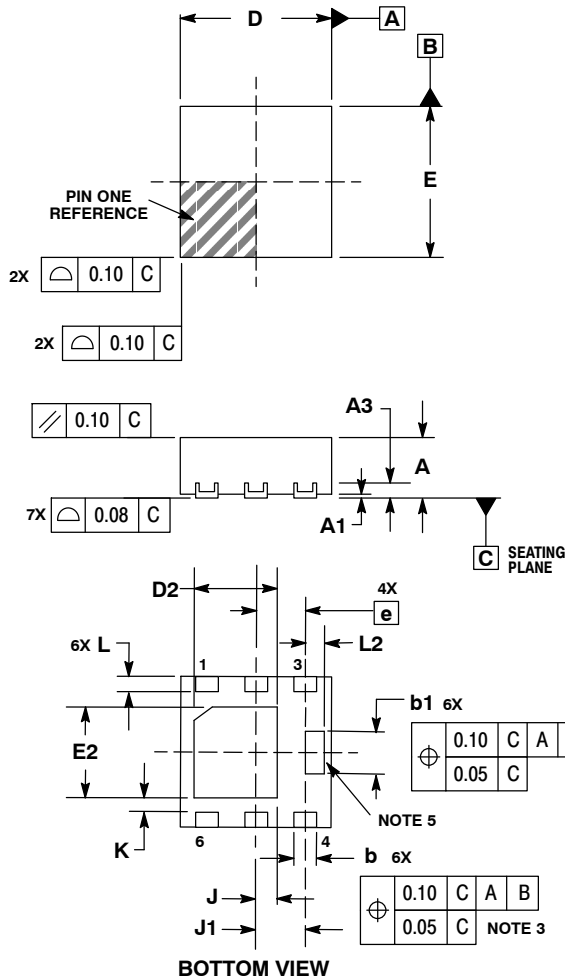 D
A
B
PIN ONE
REFERENCE
E
2X ⌓ 0.10 C
2X ⌓ 0.10 C
// 0.10 C
A3
A
7X ⌓ 0.08 C
A1
C SEATING
PLANE
D2
4X
e
6X L
1
3
L2
b1 6X
⌖ 0.10 C A
0.05 C
E2
NOTE 5
K
6
4
b 6X
J
⌖ 0.10 C A B
0.05 C NOTE 3
J1
BOTTOM VIEW